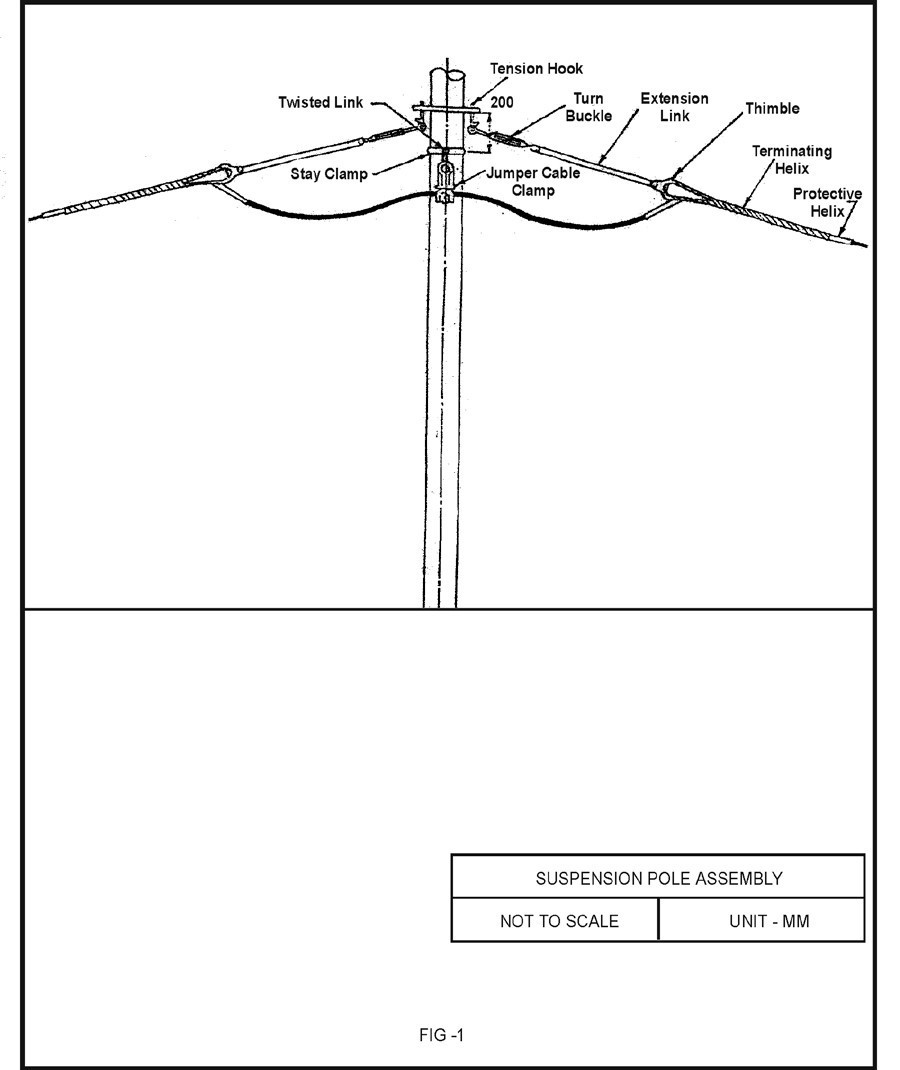 Tension Hook
Twisted Link
200
Turn
Buckle
Extension
Link
Thimble
Terminating
Helix
Protective
Helix
Stay Clamp
Jumper Cable
Clamp
SUSPENSION POLE ASSEMBLY
NOT TO SCALE
UNIT - MM
FIG -1